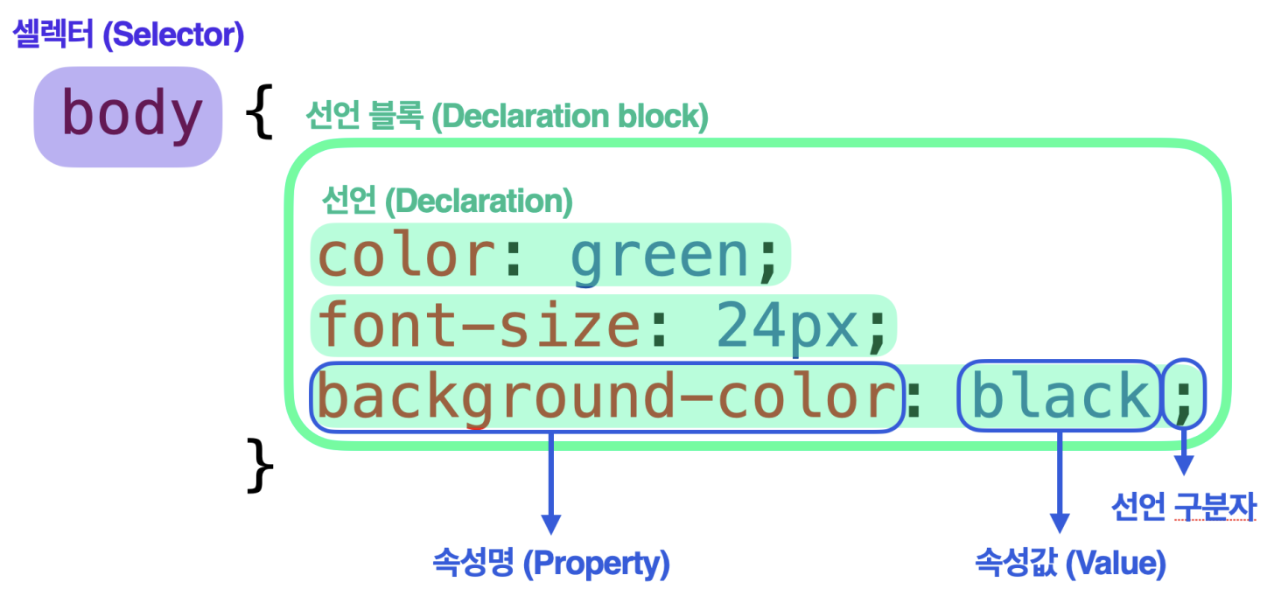 셀렉터 (Selector)
body { 선언 블록 (Declaration block)
선언 (Declaration)
color: green;
font-size: 24px;
background-color: black;
}
선언 구분자
속성명 (Property) 속성값 (Value)